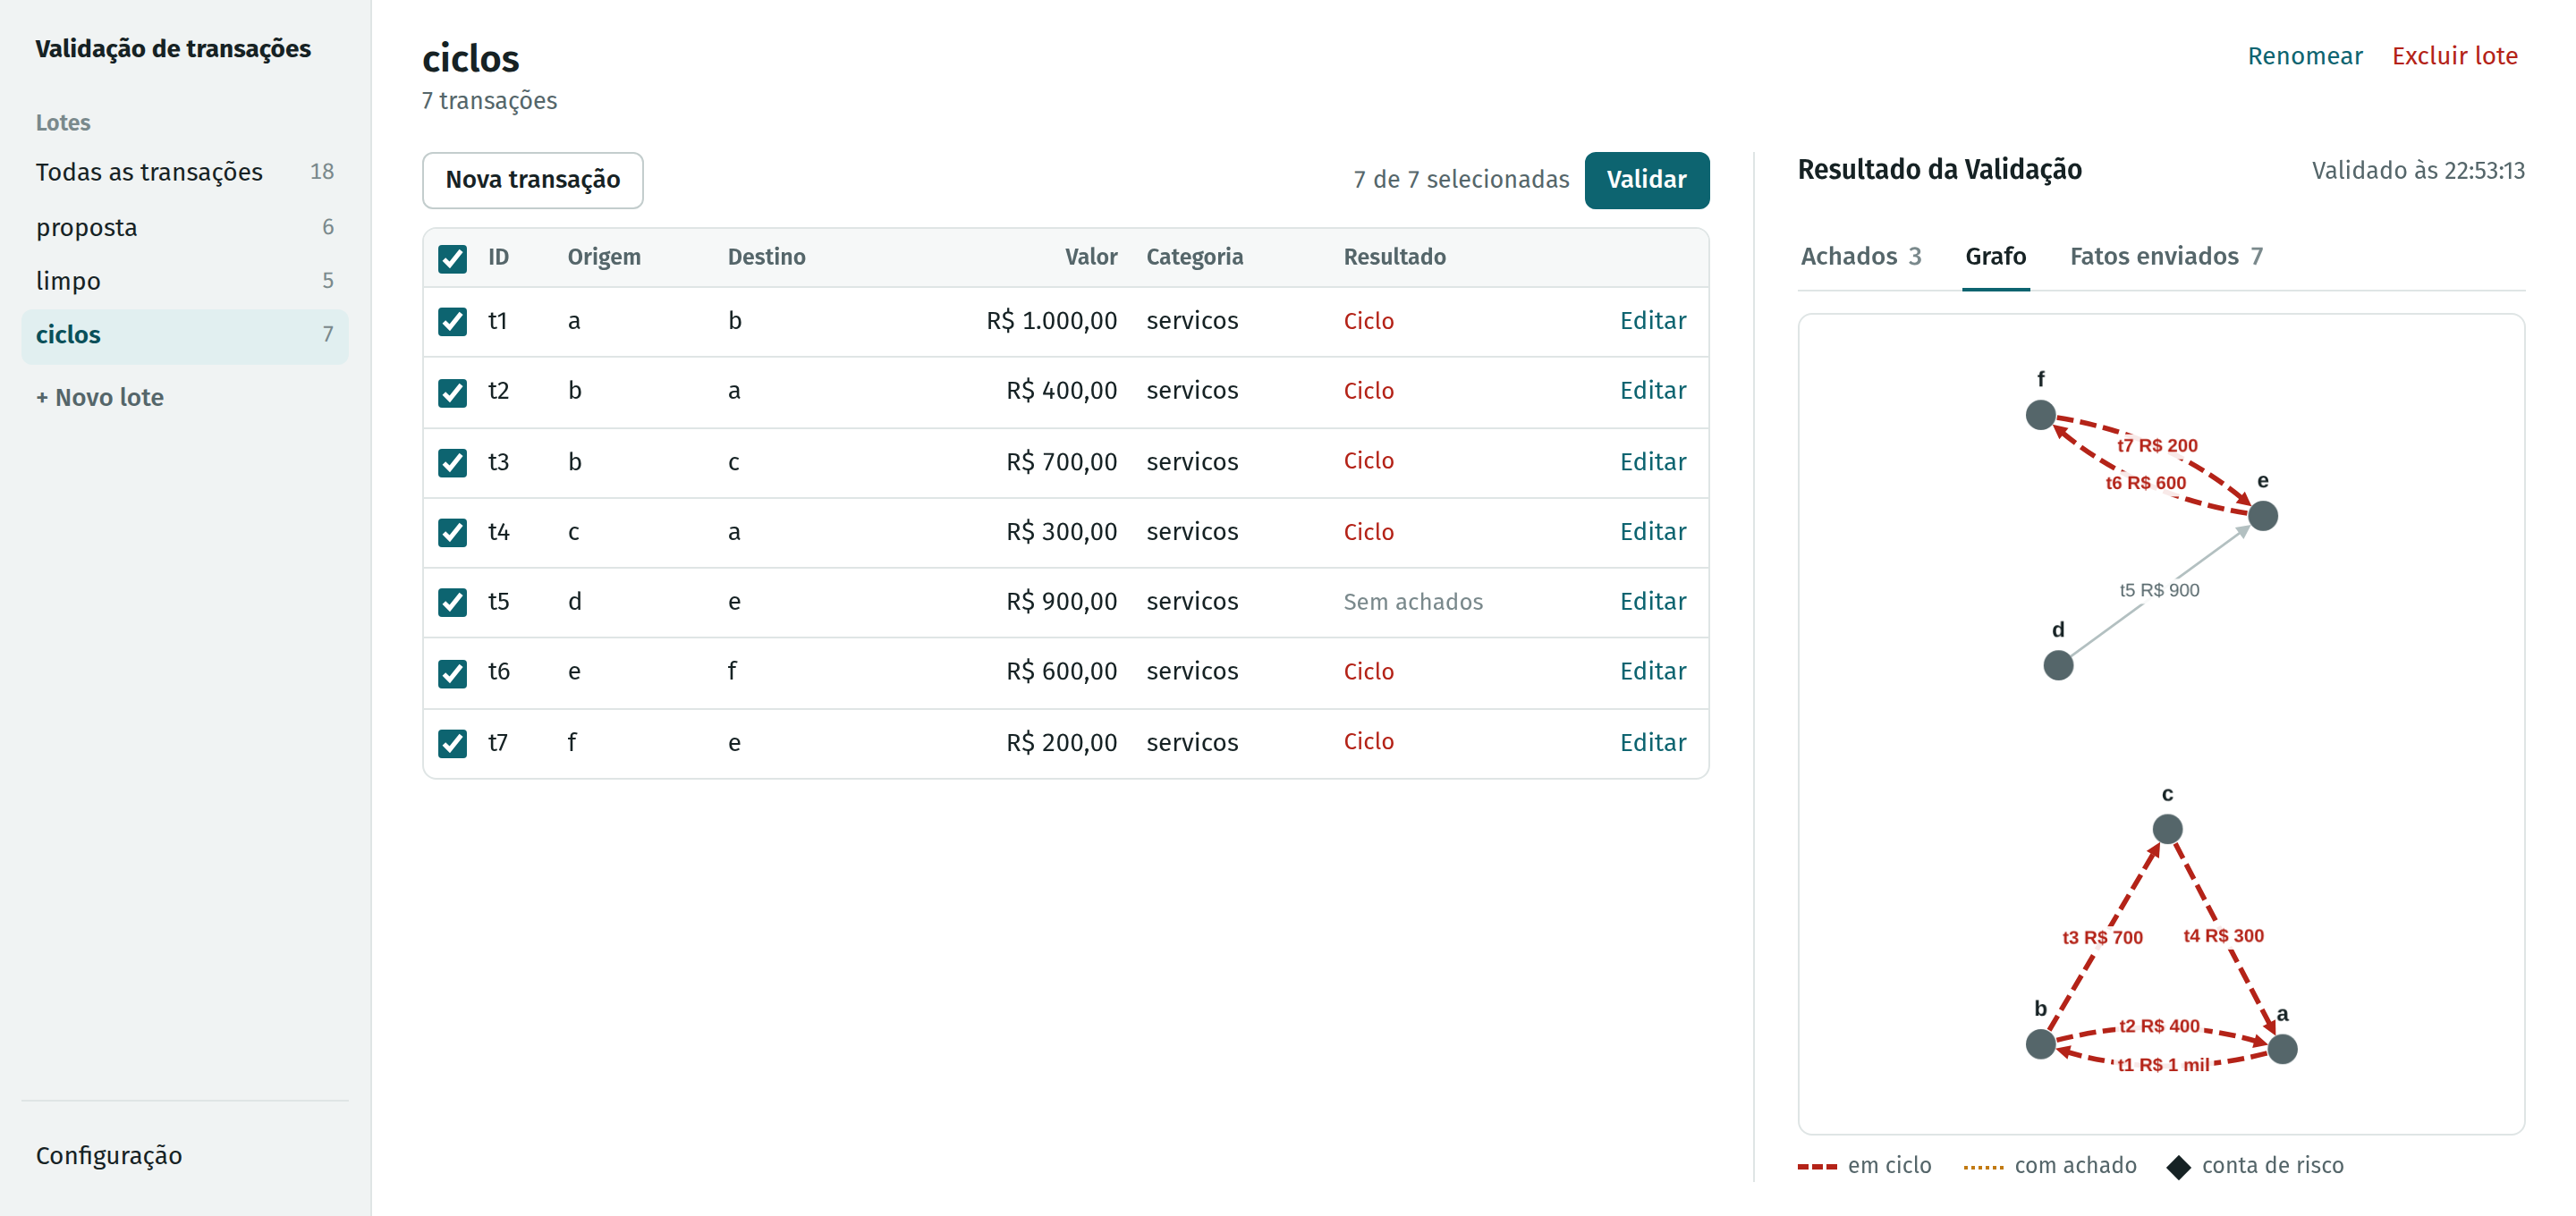 Validação de transações
Lotes
Todas as transações 18
proposta 6
limpo 5
ciclos 7
+ Novo lote
Configuração
ciclos
7 transações
Renomear Excluir lote
Nova transação 7 de 7 selecionadas Validar
ID Origem Destino Valor Categoria Resultado
t1 a b R$ 1.000,00 servicos Ciclo Editar
t2 b a R$ 400,00 servicos Ciclo Editar
t3 b c R$ 700,00 servicos Ciclo Editar
t4 c a R$ 300,00 servicos Ciclo Editar
t5 d e R$ 900,00 servicos Sem achados Editar
t6 e f R$ 600,00 servicos Ciclo Editar
t7 f e R$ 200,00 servicos Ciclo Editar
Resultado da Validação Validado às 22:53:13
Achados 3 Grafo Fatos enviados 7
f
t7 R$ 200
t6 R$ 600
e
t5 R$ 900
d
c
t3 R$ 700 t4 R$ 300
b a
t2 R$ 400
t1 R$ 1 mil
em ciclo com achado conta de risco